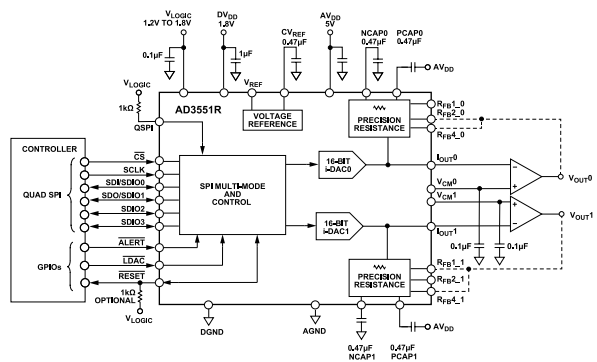 VLOGIC
1.2V TO 1.8V
DVDD
1.8V
CVREF
0.47µF
AVDD
5V
NCAP0
0.47µF
PCAP0
0.47µF
AVDD
0.1µF
1µF
VREF
VLOGIC
1kΩ
QSPI
AD3551R
VOLTAGE
REFERENCE
PRECISION
RESISTANCE
RFB1_0
RFB2_0
RFB4_0
CONTROLLER
QUAD SPI
GPIOs
CS
SCLK
SDI/SDIO0
SDO/SDIO1
SDIO2
SDIO3
ALERT
LDAC
RESET
1kΩ
OPTIONAL
VLOGIC
SPI MULTI-MODE
AND
CONTROL
16-BIT
i-DAC0
16-BIT
i-DAC1
IOUT0
VCM0
VCM1
IOUT1
VOUT0
VOUT1
0.1µF
0.1µF
PRECISION
RESISTANCE
RFB1_1
RFB2_1
RFB4_1
DGND
AGND
AVDD
0.47µF
NCAP1
0.47µF
PCAP1